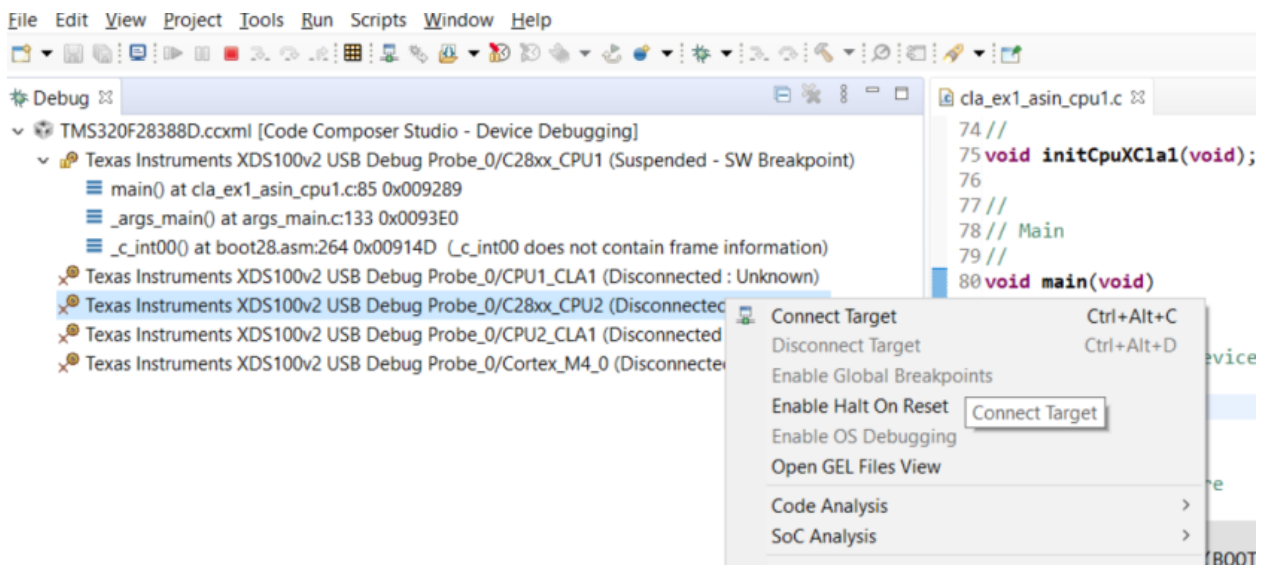 File Edit View Project Tools Run Scripts Window Help
Debug
TMS320F28388D.ccxml [Code Composer Studio - Device Debugging]
Texas Instruments XDS100v2 USB Debug Probe_0/C28xx_CPU1 (Suspended - SW Breakpoint)
main() at cla_ex1_asin_cpu1.c:85 0x009289
_args_main() at args_main.c:133 0x0093E0
_c_int00() at boot28.asm:264 0x00914D (_c_int00 does not contain frame information)
Texas Instruments XDS100v2 USB Debug Probe_0/CPU1_CLA1 (Disconnected : Unknown)
Texas Instruments XDS100v2 USB Debug Probe_0/C28xx_CPU2 (Disconnected
Texas Instruments XDS100v2 USB Debug Probe_0/CPU2_CLA1 (Disconnected
Texas Instruments XDS100v2 USB Debug Probe_0/Cortex_M4_0 (Disconnected
Connect Target Ctrl+Alt+C
Disconnect Target Ctrl+Alt+D
Enable Global Breakpoints
Enable Halt On Reset
Connect Target
Enable OS Debugging
Open GEL Files View
Code Analysis
SoC Analysis
cla_ex1_asin_cpu1.c
74 //
75 void initCpuXCla1(void);
76
77 //
78 // Main
79 //
80 void main(void)
evice
re
(BOOT